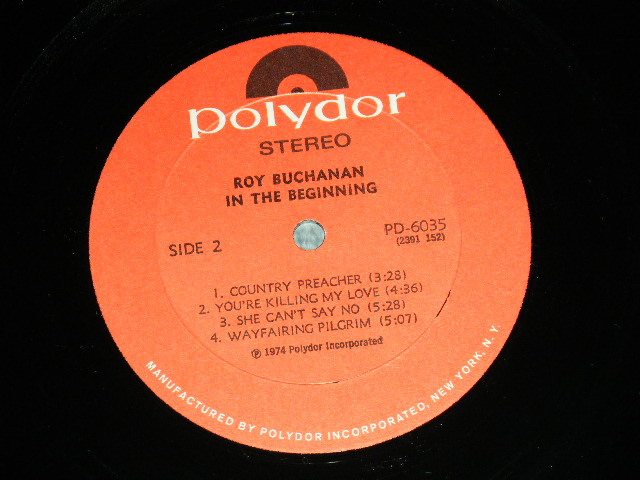 polydor
STEREO
ROY BUCHANAN
IN THE BEGINNING
SIDE 2
PD-6035
(2391 152)
1. COUNTRY PREACHER (3:28)
2. YOU'RE KILLING MY LOVE (4:36)
3. SHE CAN'T SAY NO (5:28)
4. WAYFAIRING PILGRIM (5:07)
Ⓟ 1974 Polydor Incorporated
MANUFACTURED BY POLYDOR INCORPORATED, NEW YORK, N. Y.